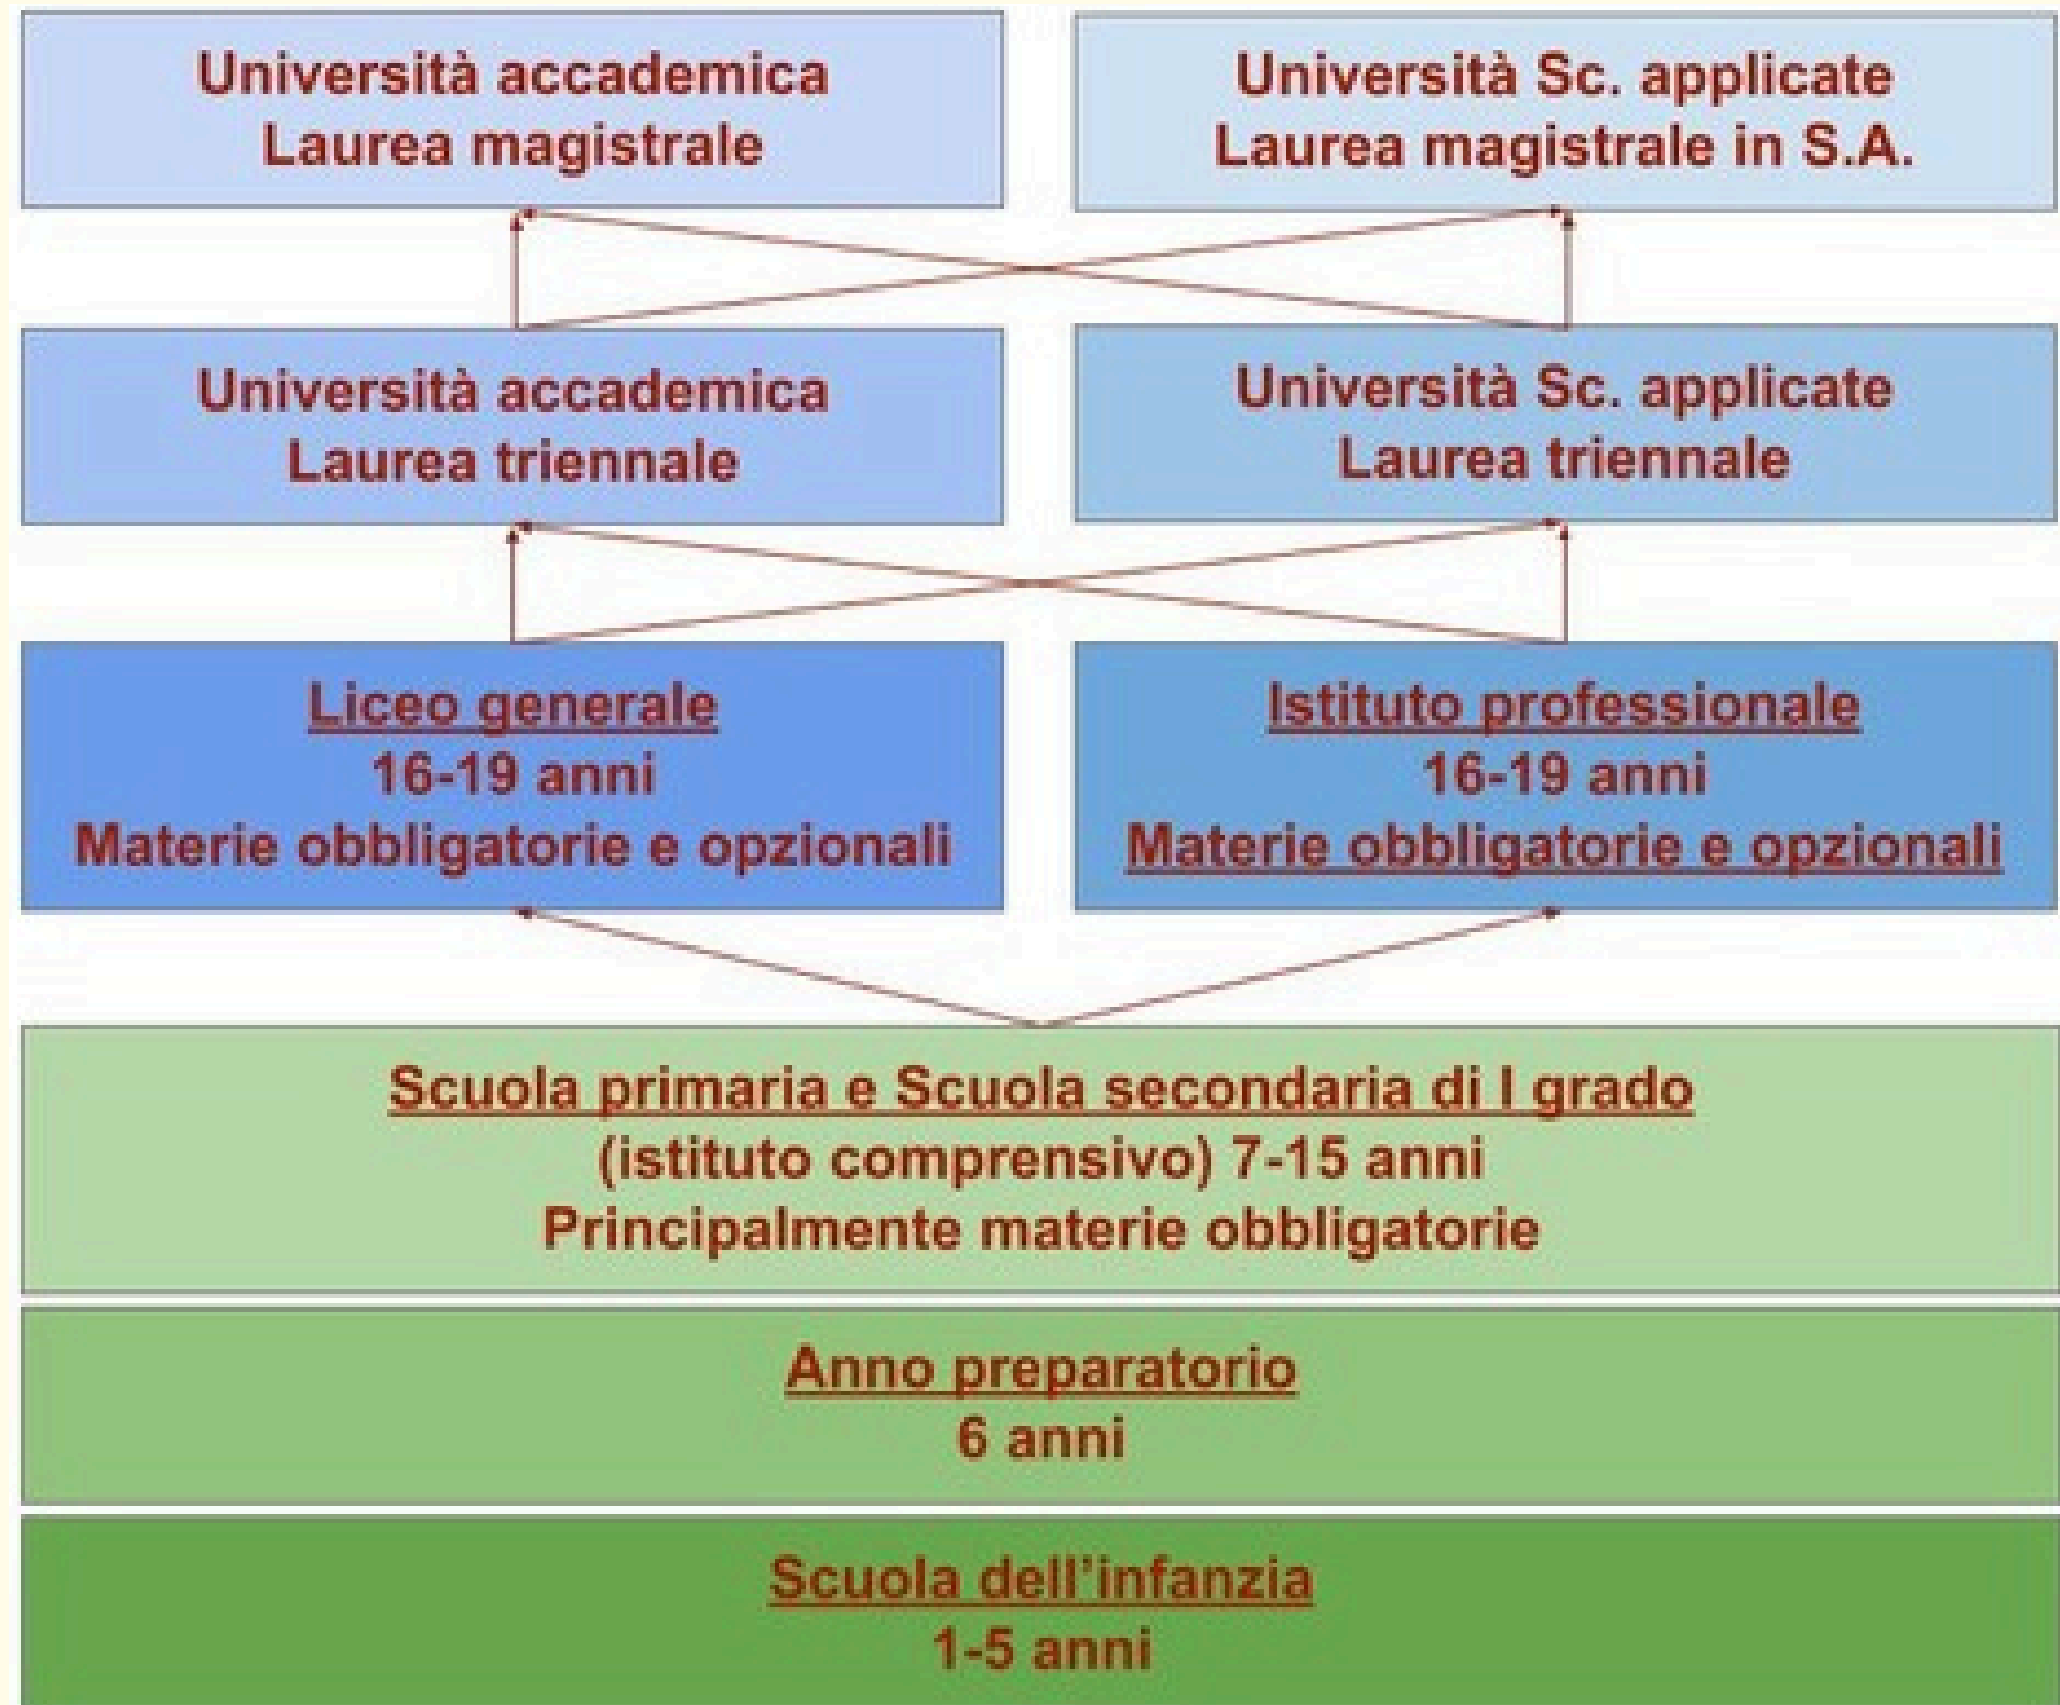 Università accademica
Laurea magistrale
Università Sc. applicate
Laurea magistrale in S.A.
Università accademica
Laurea triennale
Università Sc. applicate
Laurea triennale
Liceo generale
16-19 anni
Materie obbligatorie e opzionali
Istituto professionale
16-19 anni
Materie obbligatorie e opzionali
Scuola primaria e Scuola secondaria di I grado
(istituto comprensivo) 7-15 anni
Principalmente materie obbligatorie
Anno preparatorio
6 anni
Scuola dell’infanzia
1-5 anni